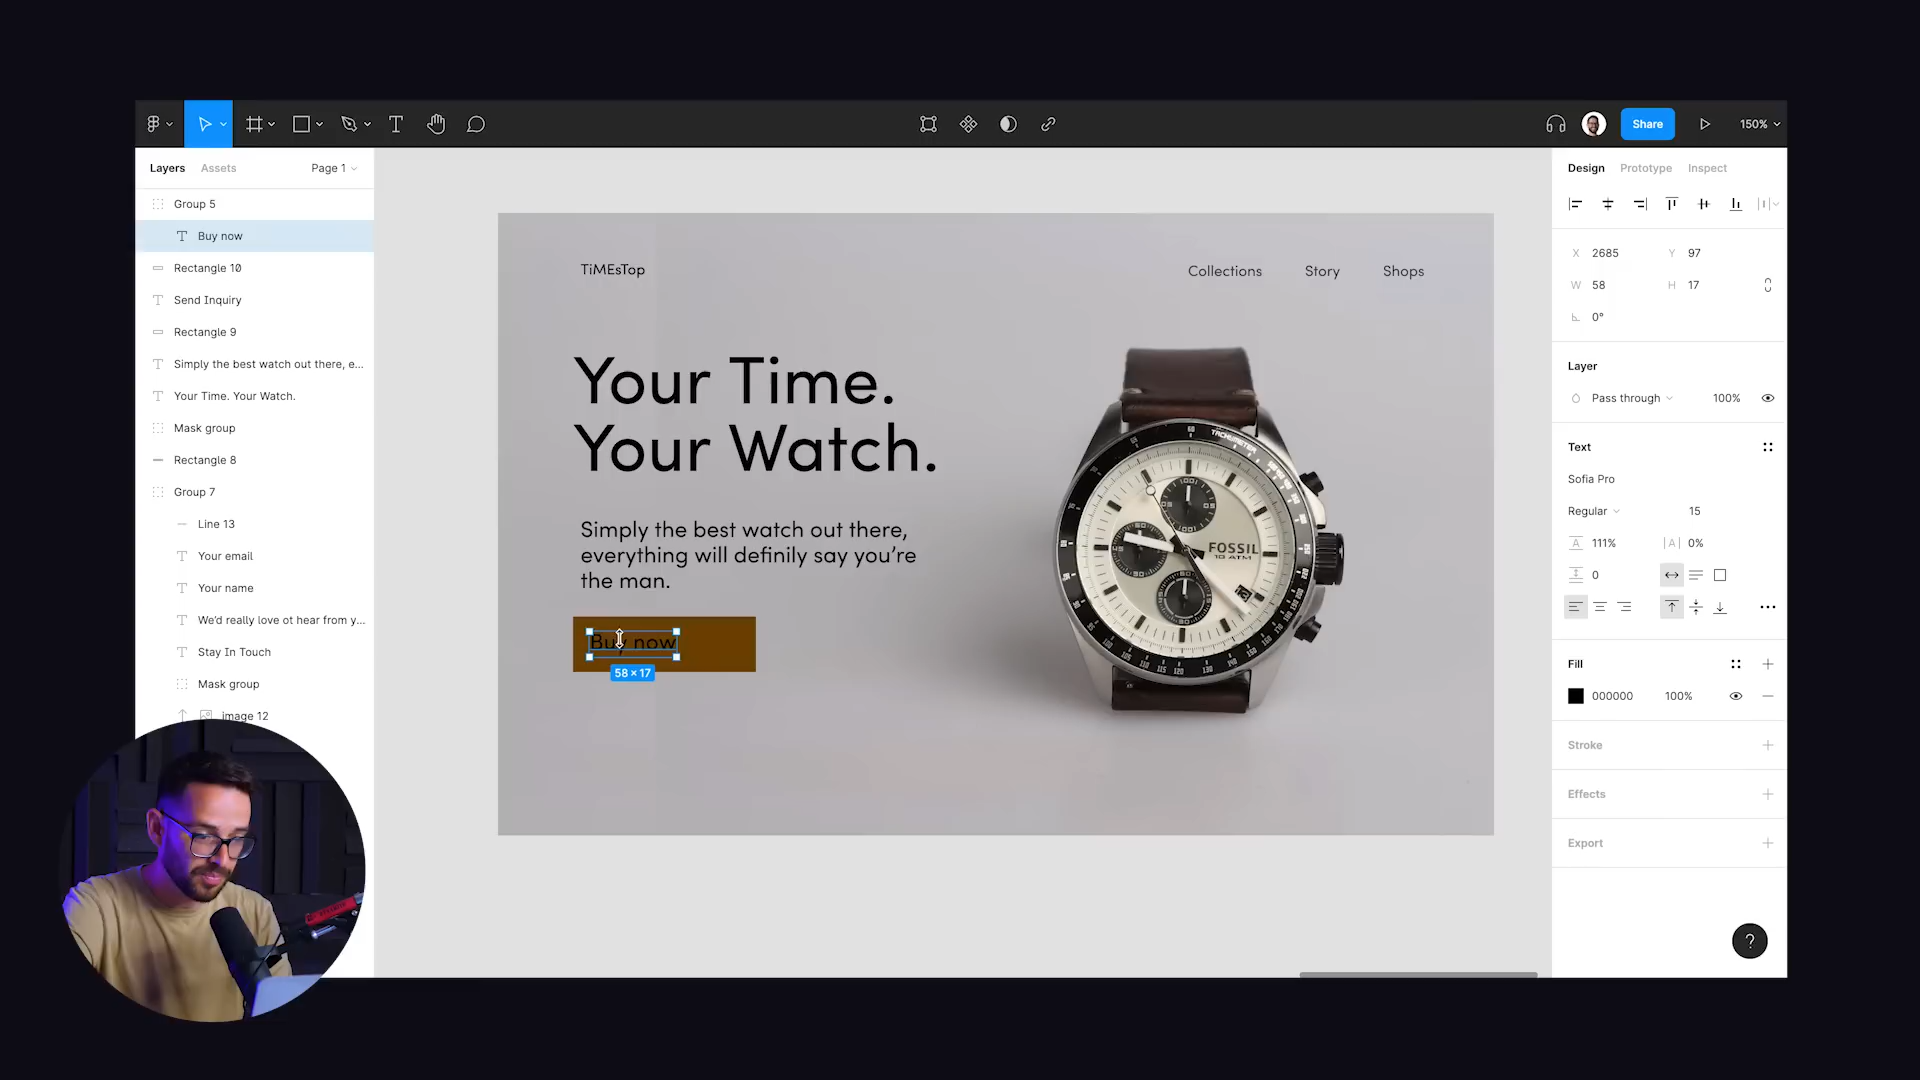 Share
150%
Layers
Assets
Page 1
Group 5
Buy now
Rectangle 10
Send Inquiry
Rectangle 9
Simply the best watch out there, e...
Your Time. Your Watch.
Mask group
Rectangle 8
Group 7
Line 13
Your email
Your name
We'd really love ot hear from y...
Stay In Touch
Mask group
image 12
TiMEsTop
Collections
Story
Shops
Your Time.
Your Watch.
Simply the best watch out there,
everything will definily say you're
the man.
Buy now
58 × 17
TACHYMETER
FOSSIL
10 ATM
Design
Prototype
Inspect
X 2685
Y 97
W 58
H 17
0°
Layer
Pass through
100%
Text
Sofia Pro
Regular
15
A 111%
|A| 0%
0
Fill
000000
100%
Stroke
Effects
Export
?